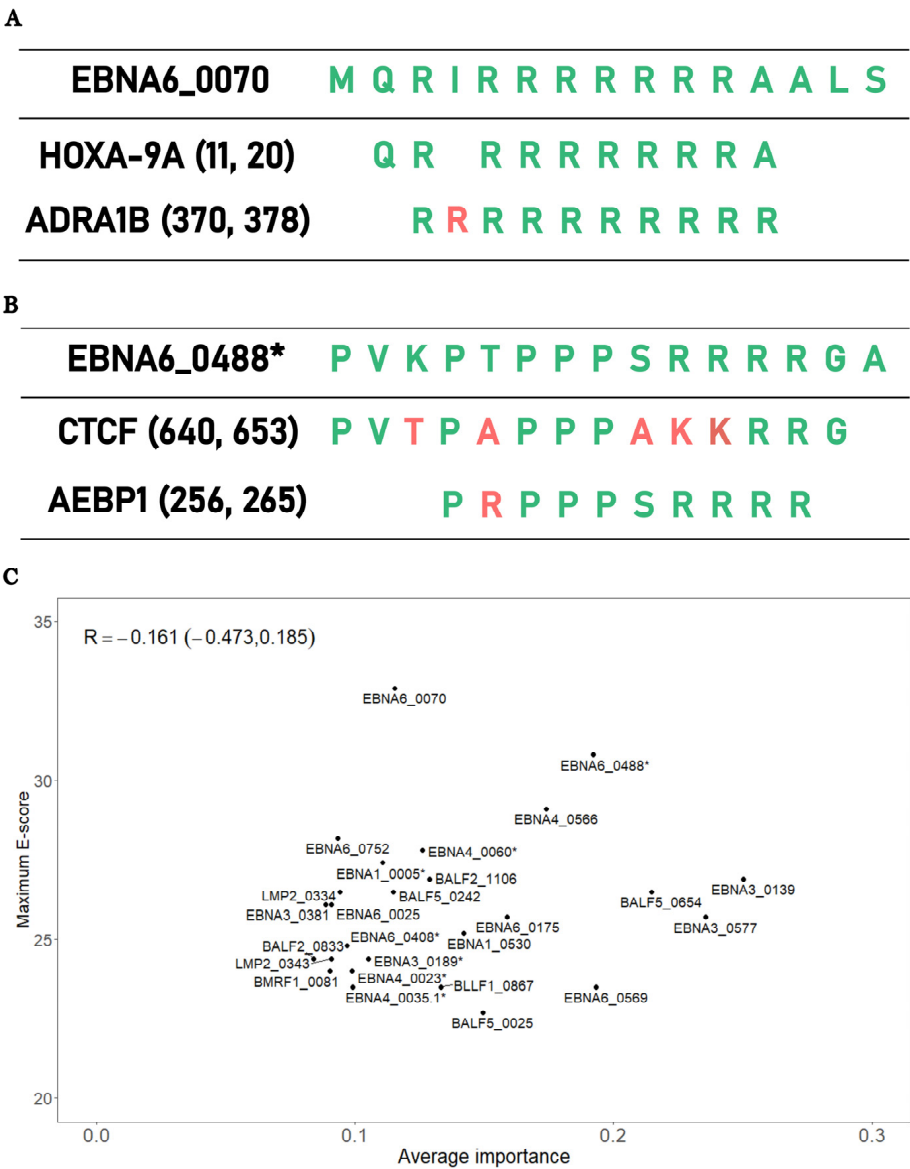 A
EBNA6_0070 M Q R I R R R R R R R A A L S
HOXA-9A (11, 20) Q R R R R R R R R A
ADRA1B (370, 378) R R R R R R R R R R
B
EBNA6_0488* P V K P T P P P S R R R R G A
CTCF (640, 653) P V T P A P P P A K K R R G
AEBP1 (256, 265) P R P P P S R R R R
C
R = −0.161 (−0.473,0.185)
35
30
25
20
Maximum E-score
EBNA6_0070
EBNA6_0488*
EBNA4_0566
EBNA6_0752
EBNA4_0060*
EBNA1_0005*
BALF2_1106
LMP2_0334
BALF5_0242
EBNA3_0139
BALF5_0654
EBNA3_0381
EBNA6_0025
EBNA6_0175
EBNA3_0577
EBNA6_0408*
EBNA1_0530
BALF2_0833
LMP2_0343
EBNA3_0189*
BMRF1_0081
EBNA4_0023*
BLLF1_0867
EBNA4_0035.1*
EBNA6_0569
BALF5_0025
0.0 0.1 0.2 0.3
Average importance